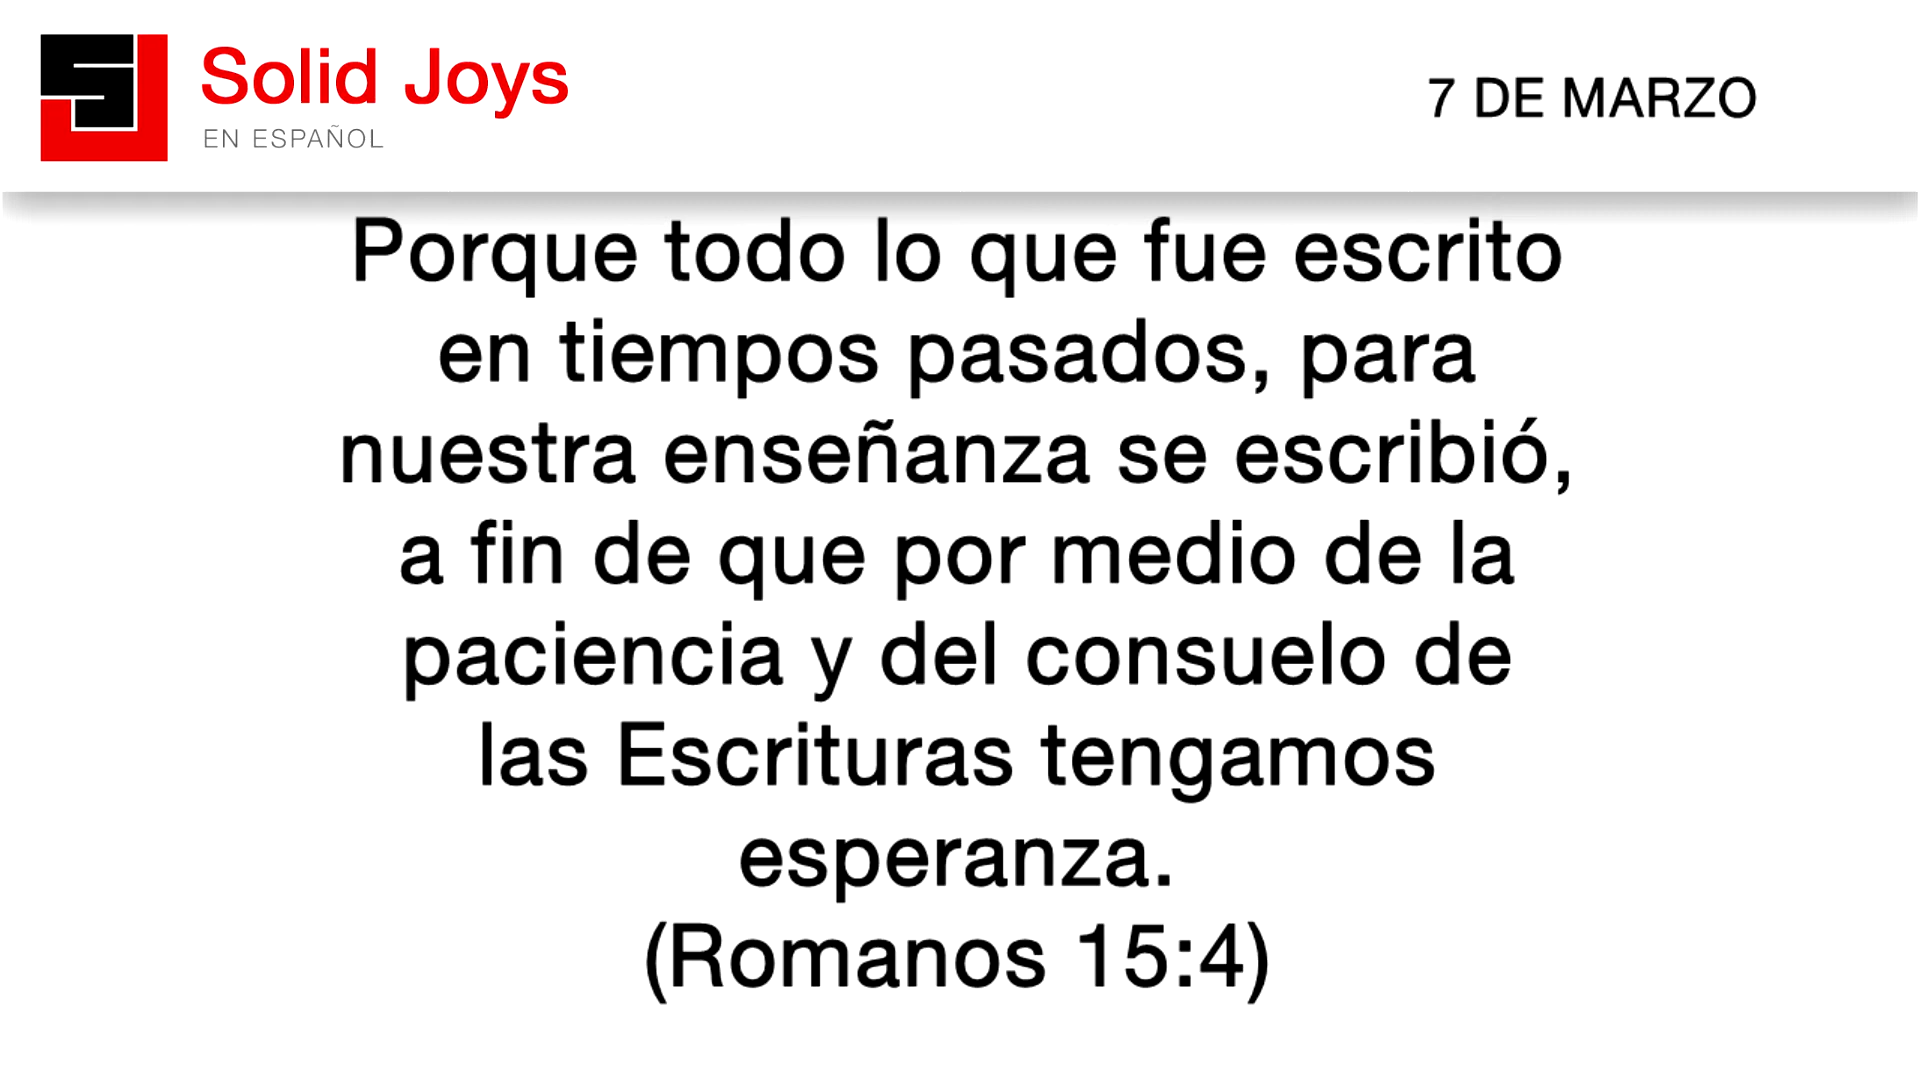 Solid Joys
EN ESPAÑOL
7 DE MARZO
Porque todo lo que fue escrito
en tiempos pasados, para
nuestra enseñanza se escribió,
a fin de que por medio de la
paciencia y del consuelo de
las Escrituras tengamos
esperanza.
(Romanos 15:4)